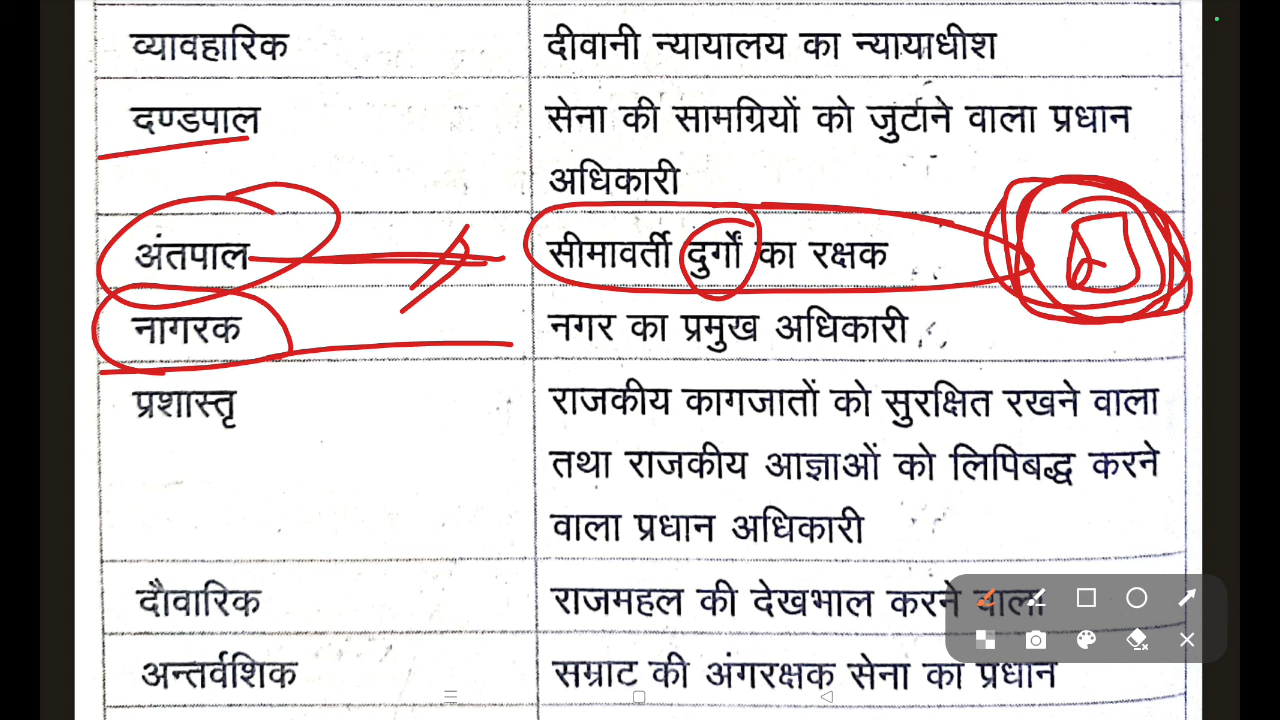 व्यावहारिक दीवानी न्यायालय का न्यायाधीश
दण्डपाल सेना की सामग्रियों को जुटाने वाला प्रधान
अधिकारी
अंतपाल सीमावर्ती दुर्गों का रक्षक
नागरक नगर का प्रमुख अधिकारी
प्रशास्तृ राजकीय कागजातों को सुरक्षित रखने वाला
तथा राजकीय आज्ञाओं को लिपिबद्ध करने
वाला प्रधान अधिकारी
दौवारिक राजमहल की देखभाल करने वाला
अन्तर्वशिक सम्राट की अंगरक्षक सेना का प्रधान